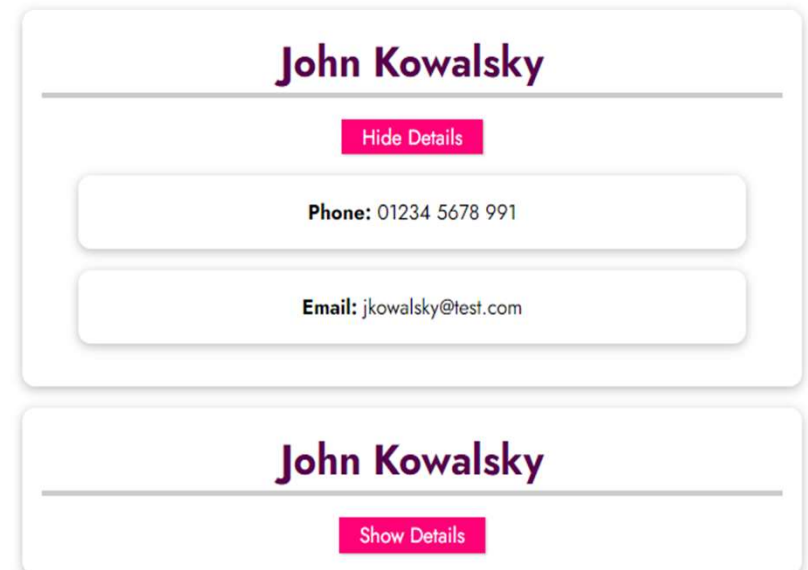 John Kowalsky
Hide Details
Phone: 01234 5678 991
Email: jkowalsky@test.com
John Kowalsky
Show Details